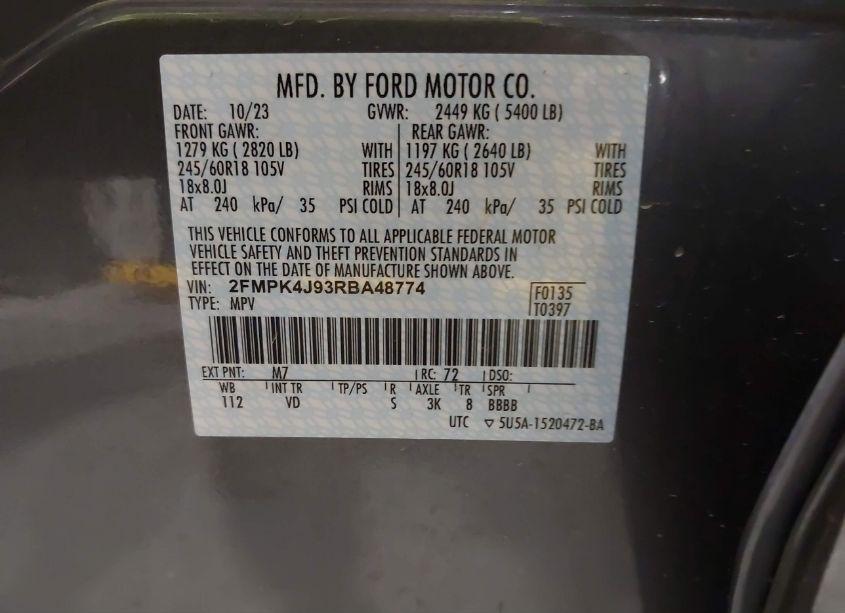 MFD. BY FORD MOTOR CO.
DATE: 10/23 GVWR: 2449 KG ( 5400 LB)
FRONT GAWR: REAR GAWR:
1279 KG ( 2820 LB) WITH 1197 KG ( 2640 LB) WITH
245/60R18 105V TIRES 245/60R18 105V TIRES
18x8.0J RIMS 18x8.0J RIMS
AT 240 kPa/ 35 PSI COLD AT 240 kPa/ 35 PSI COLD
THIS VEHICLE CONFORMS TO ALL APPLICABLE FEDERAL MOTOR
VEHICLE SAFETY AND THEFT PREVENTION STANDARDS IN
EFFECT ON THE DATE OF MANUFACTURE SHOWN ABOVE.
VIN: 2FMPK4J93RBA48774 F0135
TYPE: MPV T0397
EXT PNT: M7 RC: 72 DSO:
WB INT TR TP/PS R AXLE TR SPR
112 VD S 3K 8 BBBB
UTC ▽ 5U5A-1520472-BA